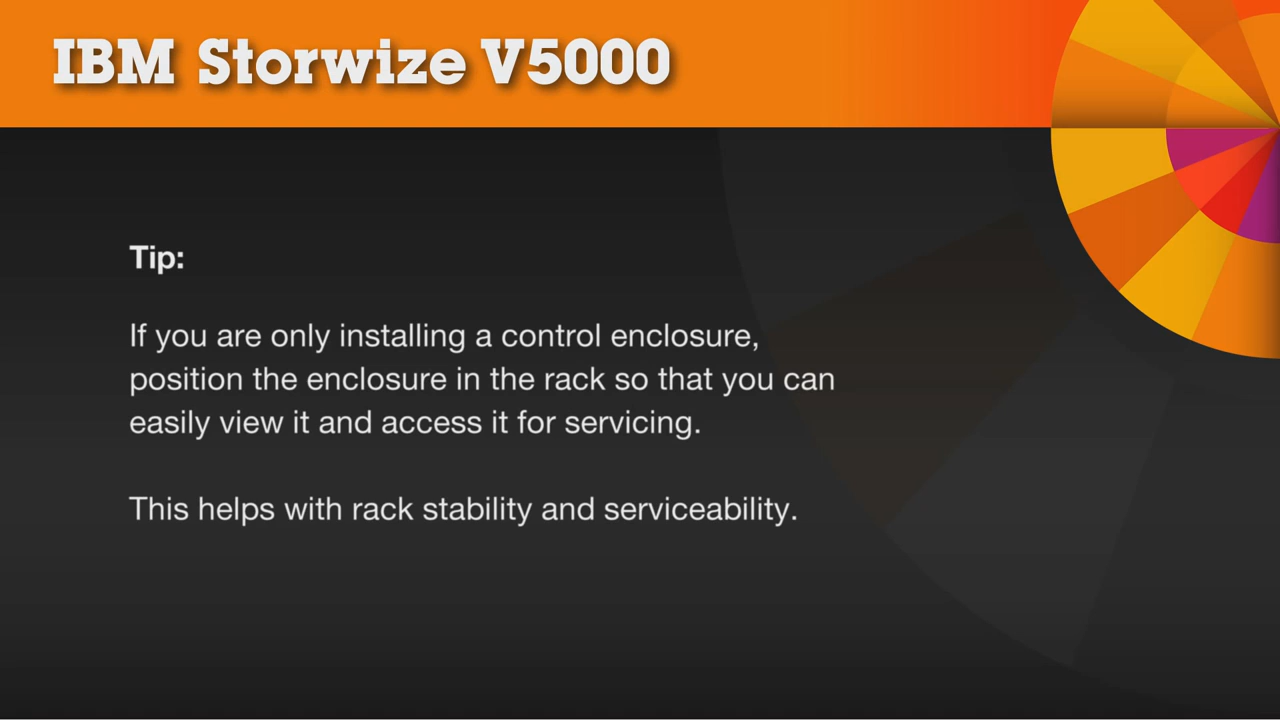 IBM Storwize V5000
Tip:
If you are only installing a control enclosure,
position the enclosure in the rack so that you can
easily view it and access it for servicing.
This helps with rack stability and serviceability.